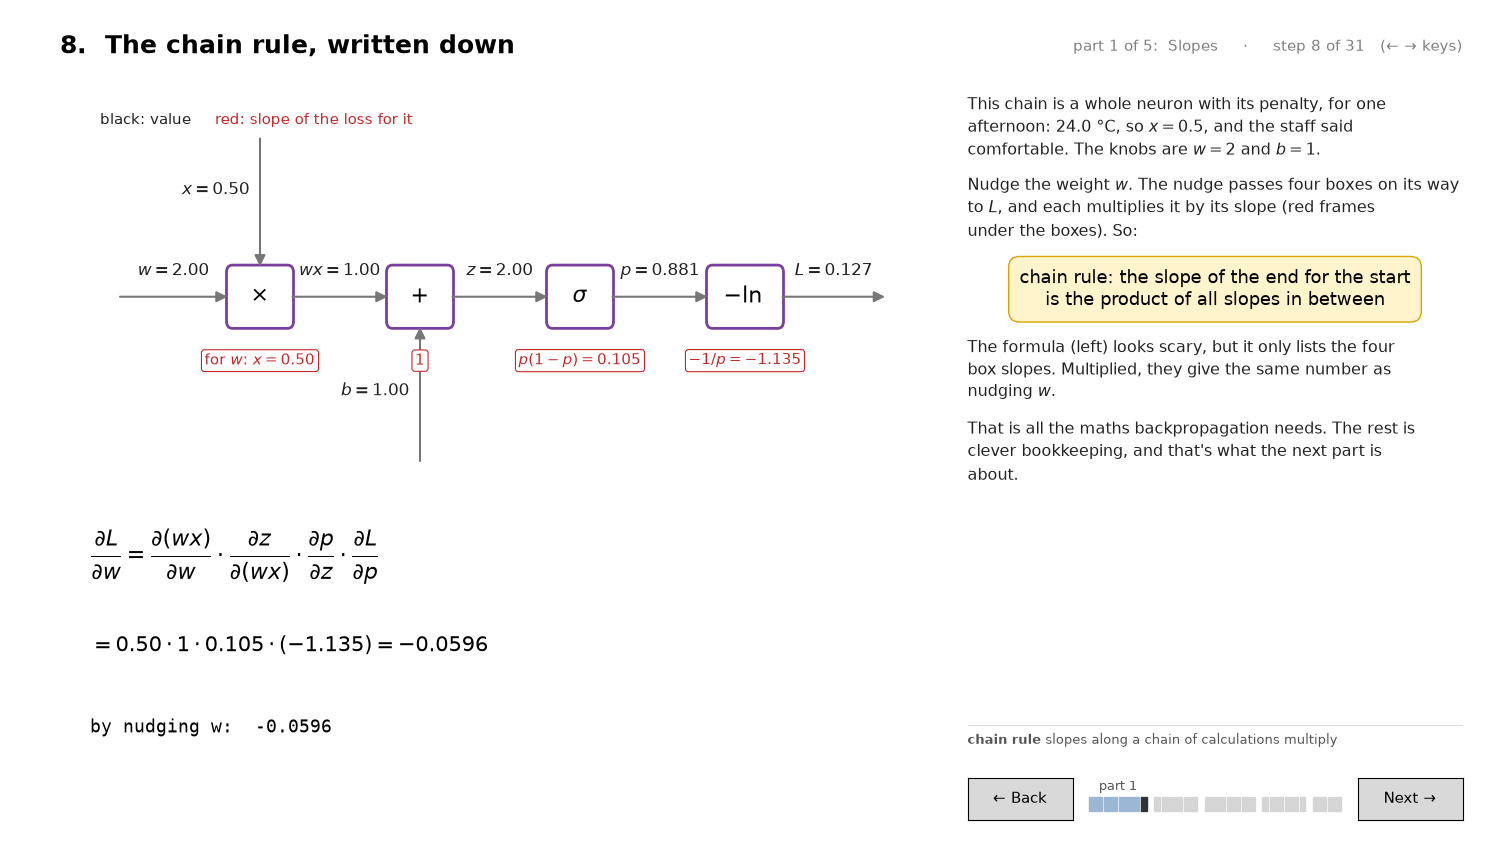 8. The chain rule, written down
part 1 of 5: Slopes · step 8 of 31 (← → keys)
black: value red: slope of the loss for it
x = 0.50
w = 2.00
×
wx = 1.00
+
z = 2.00
σ
p = 0.881
−ln
L = 0.127
for w: x = 0.50
1
p(1 − p) = 0.105
−1/p = −1.135
b = 1.00
∂L/∂w = ∂(wx)/∂w · ∂z/∂(wx) · ∂p/∂z · ∂L/∂p
= 0.50 · 1 · 0.105 · (−1.135) = −0.0596
by nudging w: -0.0596
This chain is a whole neuron with its penalty, for one
afternoon: 24.0 °C, so x = 0.5, and the staff said
comfortable. The knobs are w = 2 and b = 1.
Nudge the weight w. The nudge passes four boxes on its way
to L, and each multiplies it by its slope (red frames
under the boxes). So:
chain rule: the slope of the end for the start
is the product of all slopes in between
The formula (left) looks scary, but it only lists the four
box slopes. Multiplied, they give the same number as
nudging w.
That is all the maths backpropagation needs. The rest is
clever bookkeeping, and that's what the next part is
about.
chain rule slopes along a chain of calculations multiply
← Back
part 1
Next →